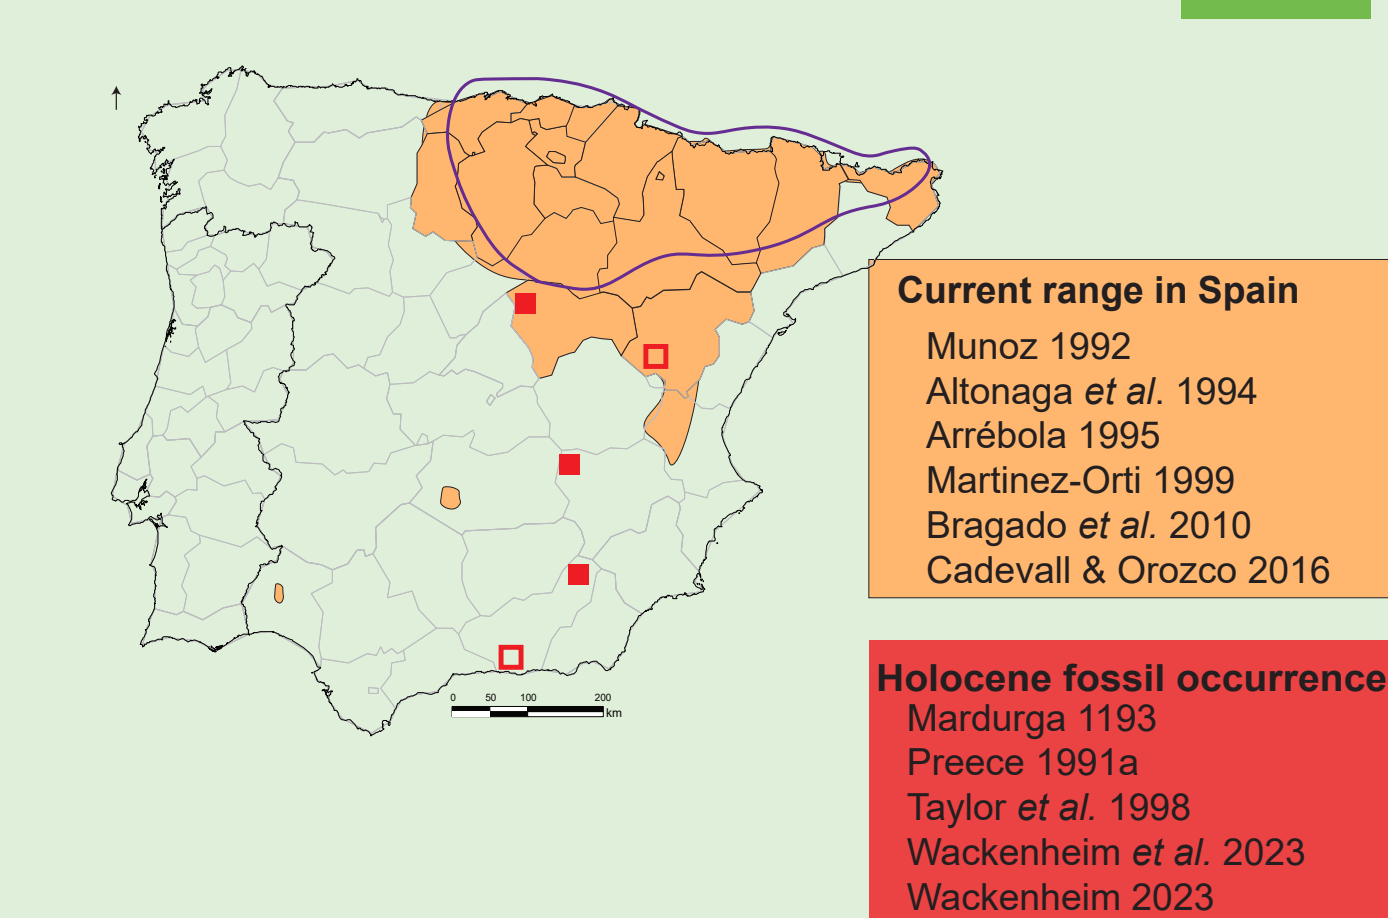 Current range in Spain
Munoz 1992
Altonaga et al. 1994
Arrébola 1995
Martinez-Orti 1999
Bragado et al. 2010
Cadevall & Orozco 2016
Holocene fossil occurrence
Mardurga 1193
Preece 1991a
Taylor et al. 1998
Wackenheim et al. 2023
Wackenheim 2023
0 50 100 200
km